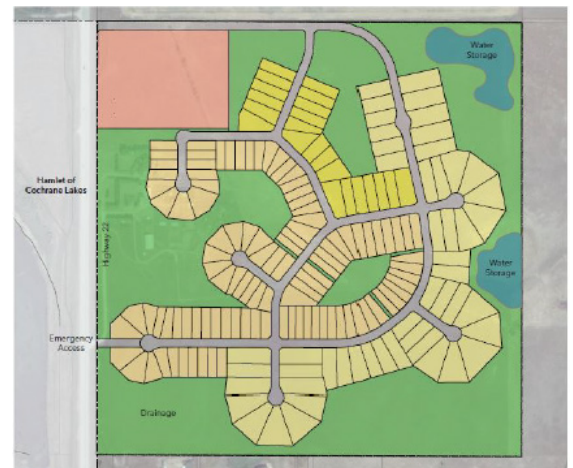 Water
Storage
Hamlet of
Cochrane Lakes
Highway 22
Water
Storage
Emergency
Access
Drainage